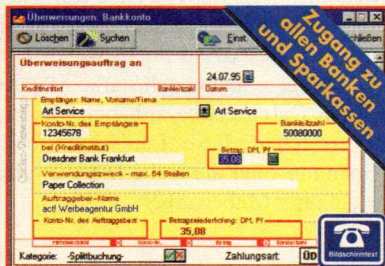 Überweisungen: Bankkonto
Löschen Suchen Einst. chließen
Zugang zu
allen Banken
und Sparkassen
Überweisungsauftrag an
24.07.95
Kreditinstitut Bankleitzahl Datum
Empfänger: Name, Vorname/Firma
Art Service Art Service
Konto-Nr. des Empfängers Bankleitzahl
12345678 50080000
bei (Kreditinstitut) Betrag: DM, Pf
Dresdner Bank Frankfurt 35,08
Verwendungszweck - max. 54 Stellen
Paper Collection
Auftraggeber-Name
act! Werbeagentur GmbH
Konto-Nr. des Auftraggebers Betragswiederholung: DM, Pf
35,08
Kategorie: -Splittbuchung- Zahlungsart: ÜD
Bildschirmtext